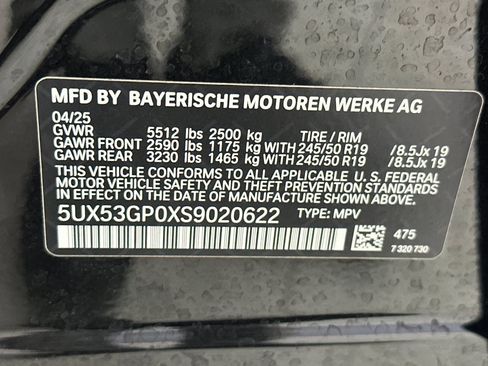 MFD BY BAYERISCHE MOTOREN WERKE AG
04/25
GVWR 5512 lbs 2500 kg TIRE / RIM
GAWR FRONT 2590 lbs 1175 kg WITH 245/50 R19 /8.5Jx 19
GAWR REAR 3230 lbs 1465 kg WITH 245/50 R19 /8.5Jx 19
THIS VEHICLE CONFORMS TO ALL APPLICABLE U.S. FEDERAL
MOTOR VEHICLE SAFETY AND THEFT PREVENTION STANDARDS
IN EFFECT ON THE DATE OF MANUFACTURE SHOWN ABOVE.
5UX53GP0XS9020622 TYPE: MPV
475
7 320 730